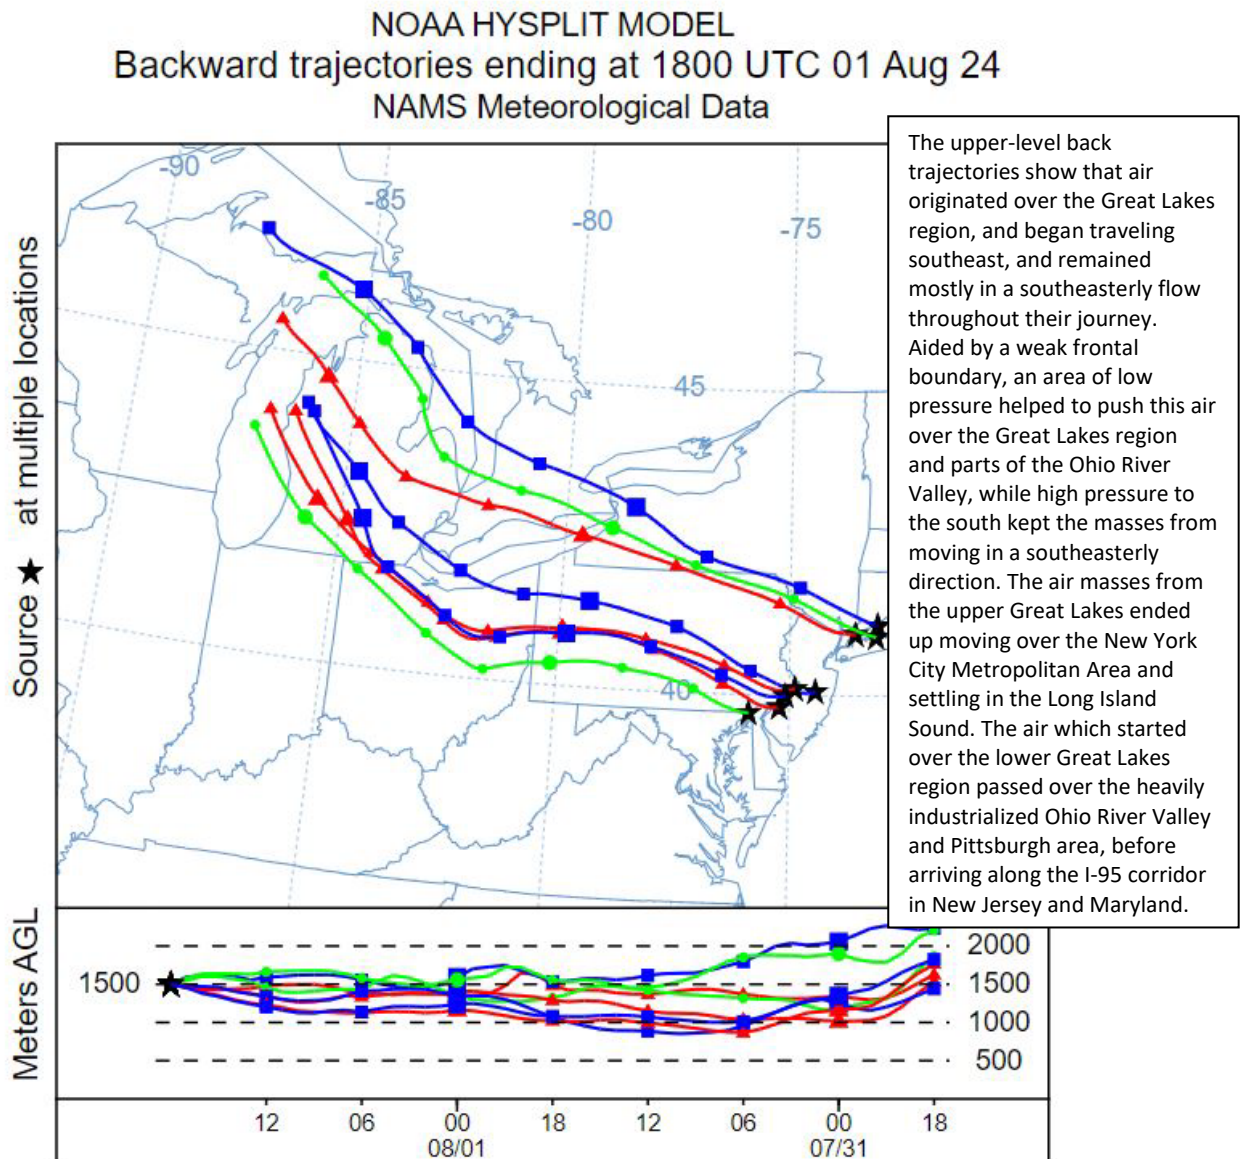 NOAA HYSPLIT MODEL
Backward trajectories ending at 1800 UTC 01 Aug 24
NAMS Meteorological Data
Source ★ at multiple locations
-90
-85
-80
-75
45
40
The upper-level back
trajectories show that air
originated over the Great Lakes
region, and began traveling
southeast, and remained
mostly in a southeasterly flow
throughout their journey.
Aided by a weak frontal
boundary, an area of low
pressure helped to push this air
over the Great Lakes region
and parts of the Ohio River
Valley, while high pressure to
the south kept the masses from
moving in a southeasterly
direction. The air masses from
the upper Great Lakes ended
up moving over the New York
City Metropolitan Area and
settling in the Long Island
Sound. The air which started
over the lower Great Lakes
region passed over the heavily
industrialized Ohio River Valley
and Pittsburgh area, before
arriving along the I-95 corridor
in New Jersey and Maryland.
Meters AGL
1500
2000
1500
1000
500
12 06 00 18 12 06 00 18
08/01 07/31